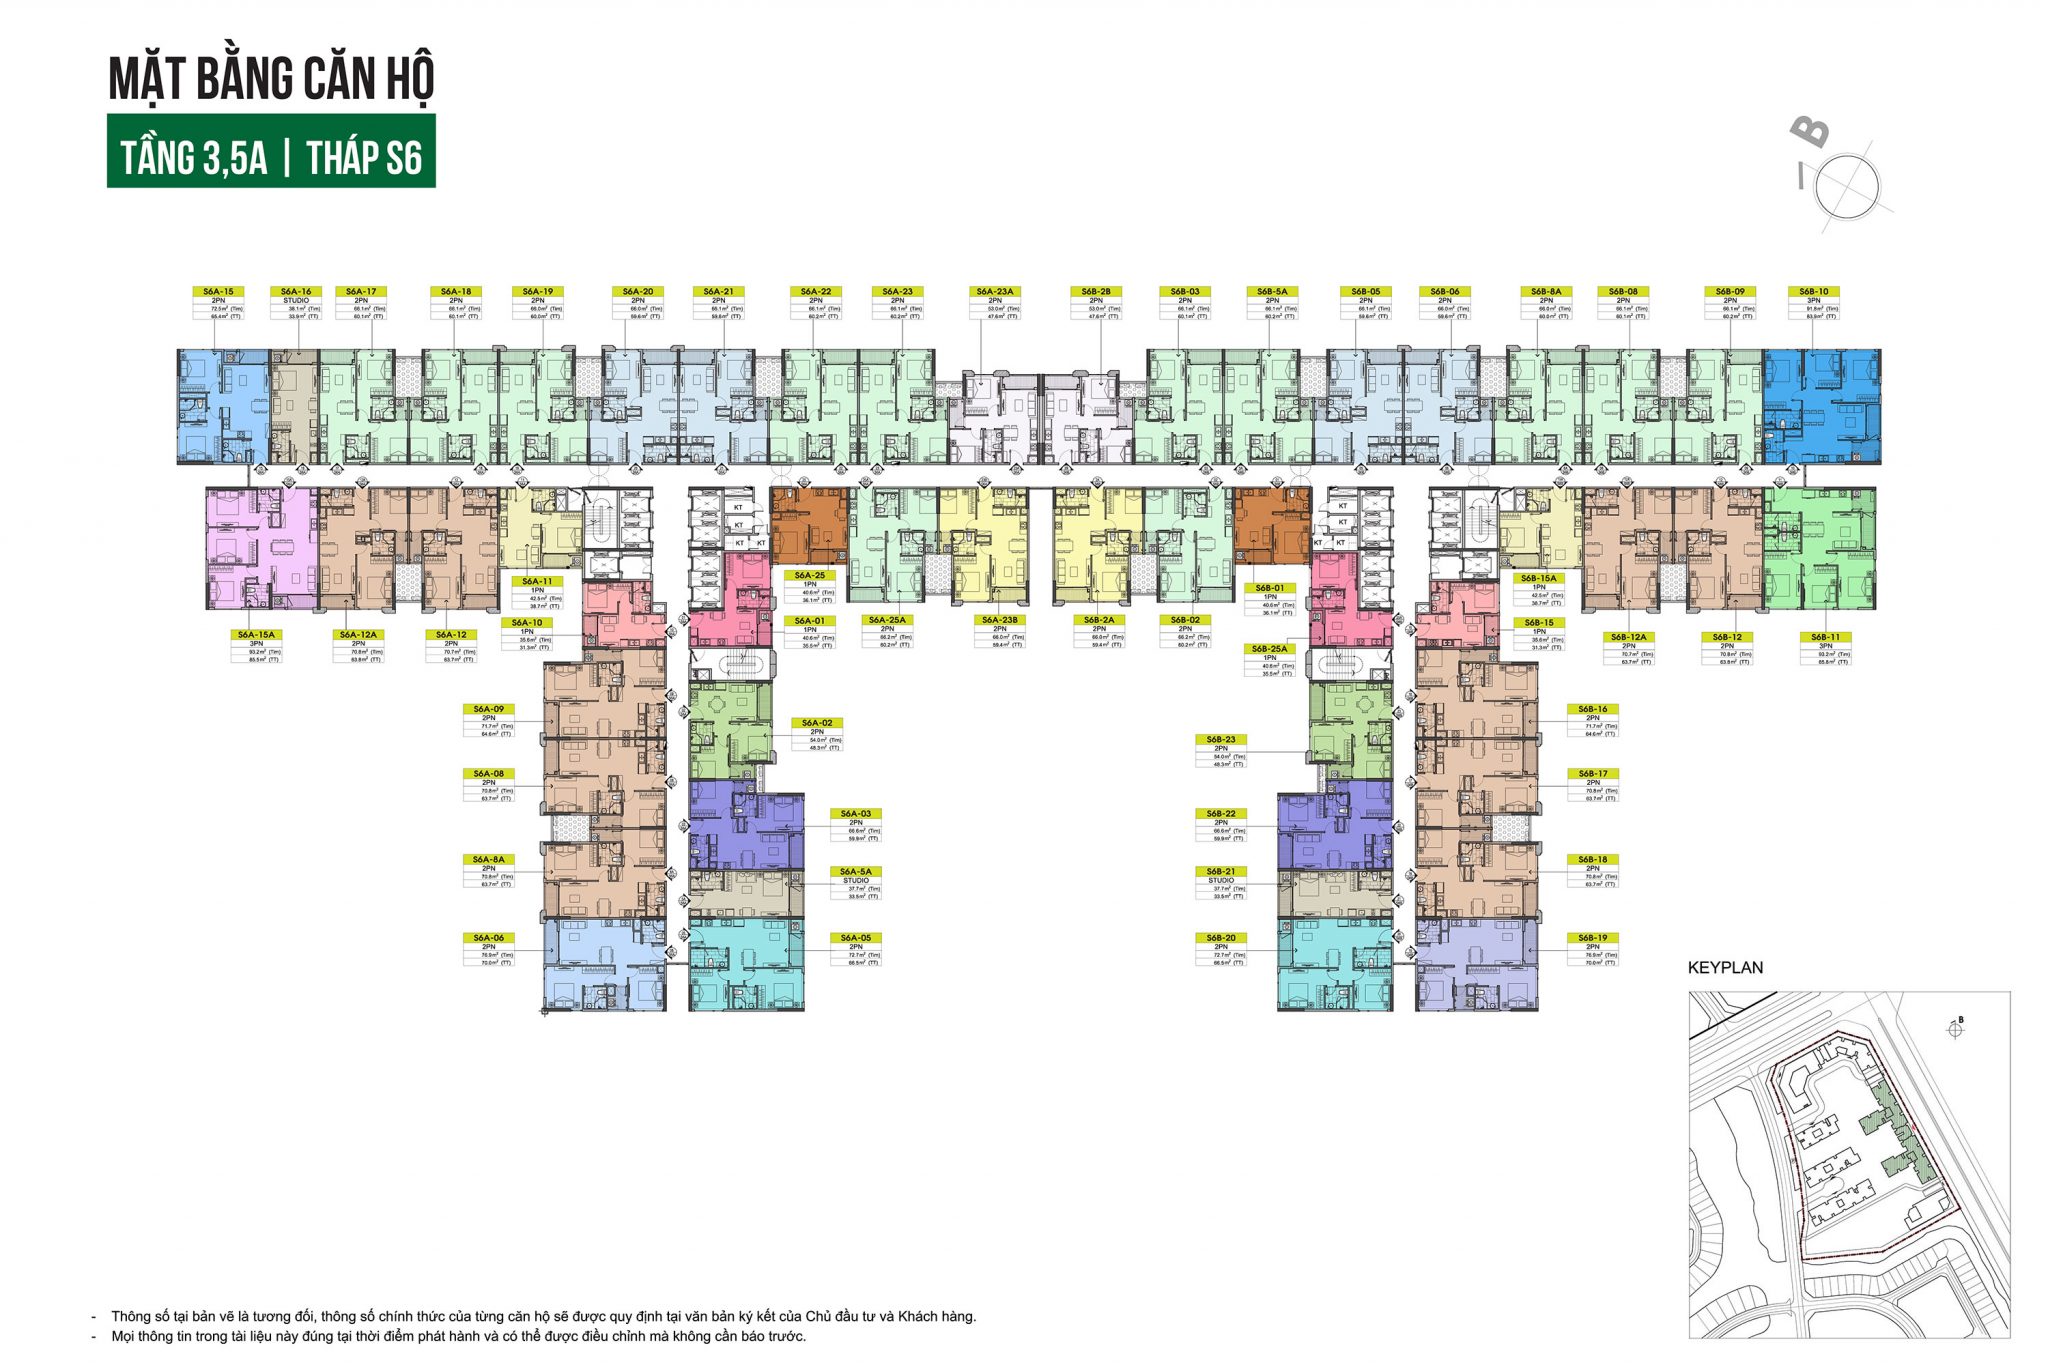 MẶT BẰNG CĂN HỘ
TẦNG 3,5A | THÁP S6
B
S6A-15
2PN
72.5m² (Tim)
65.4m² (TT)
S6A-16
STUDIO
38.1m² (Tim)
33.9m² (TT)
S6A-17
2PN
66.1m² (Tim)
60.1m² (TT)
S6A-18
2PN
66.1m² (Tim)
60.1m² (TT)
S6A-19
2PN
66.0m² (Tim)
60.0m² (TT)
S6A-20
2PN
66.0m² (Tim)
59.6m² (TT)
S6A-21
2PN
65.1m² (Tim)
59.6m² (TT)
S6A-22
2PN
66.1m² (Tim)
60.2m² (TT)
S6A-23
2PN
66.1m² (Tim)
60.2m² (TT)
S6A-23A
2PN
53.0m² (Tim)
47.6m² (TT)
S6B-2B
2PN
53.0m² (Tim)
47.6m² (TT)
S6B-03
2PN
66.1m² (Tim)
60.1m² (TT)
S6B-5A
2PN
66.1m² (Tim)
60.2m² (TT)
S6B-05
2PN
66.1m² (Tim)
59.6m² (TT)
S6B-06
2PN
66.0m² (Tim)
59.6m² (TT)
S6B-8A
2PN
66.0m² (Tim)
60.0m² (TT)
S6B-08
2PN
66.1m² (Tim)
60.1m² (TT)
S6B-09
2PN
66.1m² (Tim)
60.2m² (TT)
S6B-10
3PN
91.8m² (Tim)
83.9m² (TT)
KT
KT
KT
KT
KT
KT
KT
KT
S6A-11
1PN
42.5m² (Tim)
38.7m² (TT)
S6A-25
1PN
40.6m² (Tim)
36.1m² (TT)
S6B-01
1PN
40.6m² (Tim)
36.1m² (TT)
S6B-15A
1PN
42.5m² (Tim)
38.7m² (TT)
S6A-15A
3PN
93.2m² (Tim)
85.5m² (TT)
S6A-12A
2PN
70.8m² (Tim)
63.8m² (TT)
S6A-12
2PN
70.7m² (Tim)
63.7m² (TT)
S6A-10
1PN
35.6m² (Tim)
31.3m² (TT)
S6A-01
1PN
40.6m² (Tim)
35.5m² (TT)
S6A-25A
2PN
66.2m² (Tim)
60.2m² (TT)
S6A-23B
2PN
66.0m² (Tim)
59.4m² (TT)
S6B-2A
2PN
66.0m² (Tim)
59.4m² (TT)
S6B-02
2PN
66.2m² (Tim)
60.2m² (TT)
S6B-25A
1PN
40.6m² (Tim)
35.5m² (TT)
S6B-15
1PN
35.6m² (Tim)
31.3m² (TT)
S6B-12A
2PN
70.7m² (Tim)
63.7m² (TT)
S6B-12
2PN
70.8m² (Tim)
63.8m² (TT)
S6B-11
3PN
93.2m² (Tim)
S6A-09
2PN
71.7m² (Tim)
64.6m² (TT)
S6A-02
2PN
54.0m² (Tim)
48.3m² (TT)
S6B-23
2PN
54.0m² (Tim)
48.3m² (TT)
S6B-16
2PN
71.7m² (Tim)
64.6m² (TT)
S6A-08
2PN
70.8m² (Tim)
63.7m² (TT)
S6B-17
2PN
70.8m² (Tim)
63.7m² (TT)
S6A-03
2PN
66.6m² (Tim)
59.9m² (TT)
S6B-22
2PN
66.6m² (Tim)
59.9m² (TT)
S6A-8A
2PN
70.8m² (Tim)
63.7m² (TT)
S6A-5A
STUDIO
37.7m² (Tim)
33.5m² (TT)
S6B-21
STUDIO
37.7m² (Tim)
33.5m² (TT)
S6B-18
2PN
70.8m² (Tim)
63.7m² (TT)
S6A-06
2PN
76.9m² (Tim)
70.0m² (TT)
S6A-05
2PN
72.7m² (Tim)
66.5m² (TT)
S6B-20
2PN
72.7m² (Tim)
66.5m² (TT)
S6B-19
2PN
76.9m² (Tim)
70.0m² (TT)
KEYPLAN
B
- Thông số tại bản vẽ là tương đối, thông số chính thức của từng căn hộ sẽ được quy định tại văn bản ký kết của Chủ đầu tư và Khách hàng.
- Mọi thông tin trong tài liệu này đúng tại thời điểm phát hành và có thể được điều chỉnh mà không cần báo trước.